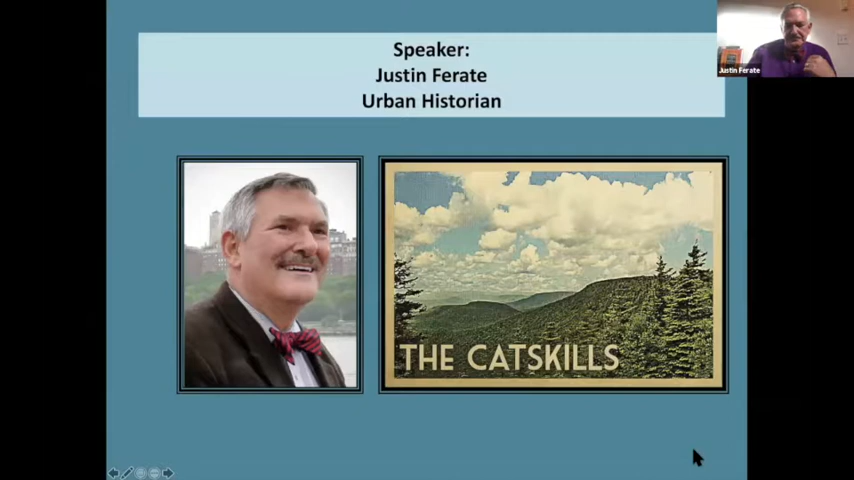 Speaker:
Justin Ferate
Urban Historian
Justin Ferate
THE CATSKILLS